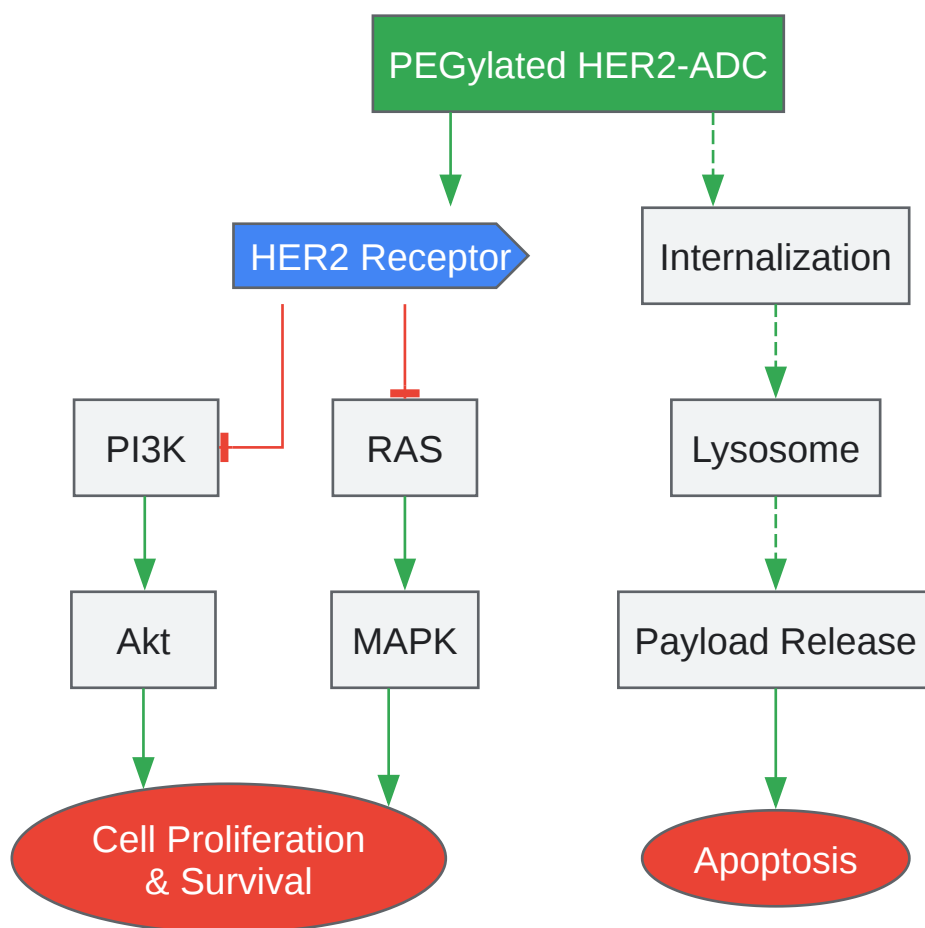 PEGylated HER2-ADC
HER2 Receptor
Internalization
PI3K
RAS
Lysosome
Akt
MAPK
Payload Release
Cell Proliferation
& Survival
Apoptosis